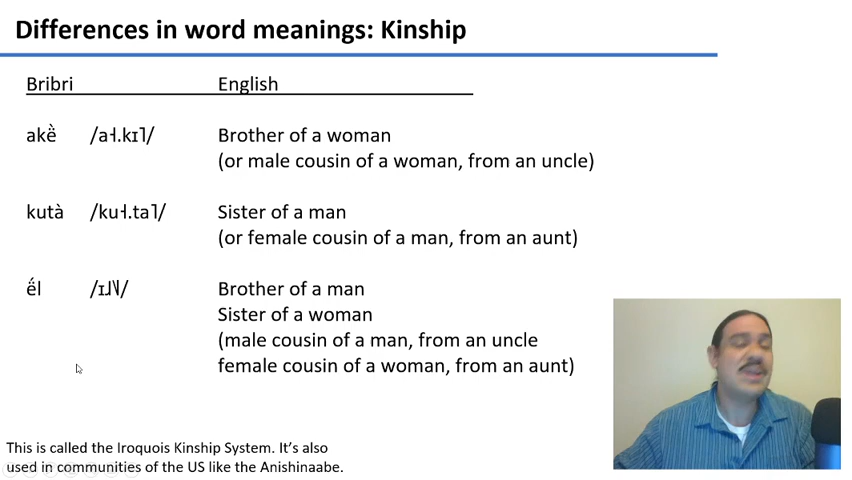 Differences in word meanings: Kinship
Bribri English
akë̀ /a˧.kɪ˥/ Brother of a woman
(or male cousin of a woman, from an uncle)
kutà /ku˧.ta˥/ Sister of a man
(or female cousin of a man, from an aunt)
ë́l /ɪɺ˥˩/ Brother of a man
Sister of a woman
(male cousin of a man, from an uncle
female cousin of a woman, from an aunt)
This is called the Iroquois Kinship System. It’s also
used in communities of the US like the Anishinaabe.